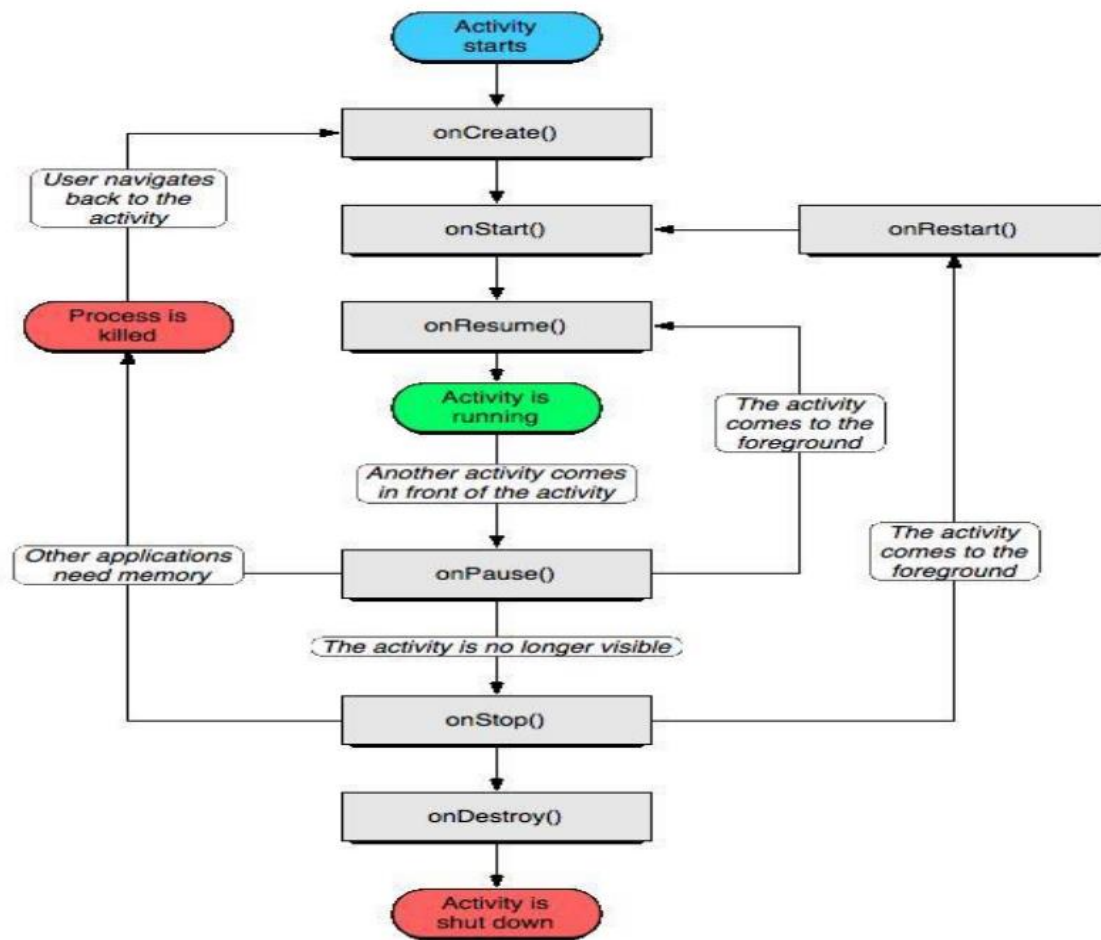 Activity
starts
onCreate()
User navigates
back to the
activity
onStart()
onRestart()
Process is
killed
onResume()
Activity is
running
The activity
comes to the
foreground
Another activity comes
in front of the activity
The activity
comes to the
foreground
Other applications
need memory
onPause()
The activity is no longer visible
onStop()
onDestroy()
Activity is
shut down